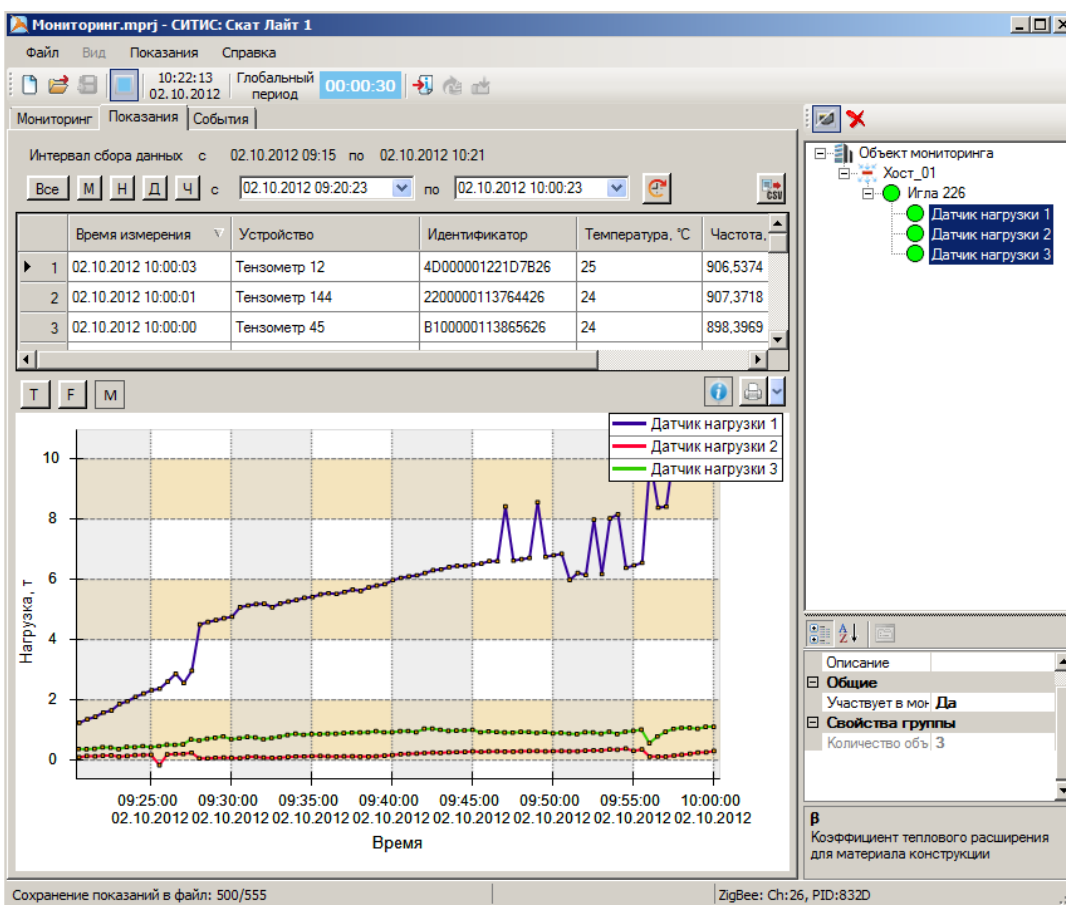 Мониторинг.mprj - СИТИС: Скат Лайт 1
Файл Вид Показания Справка
10:22:13 02.10.2012 Глобальный период 00:00:30
Мониторинг Показания События
Интервал сбора данных с 02.10.2012 09:15 по 02.10.2012 10:21
Все М Н Д Ч с 02.10.2012 09:20:23 по 02.10.2012 10:00:23 CSV
Время измерения Устройство Идентификатор Температура, °C Частота,
1 02.10.2012 10:00:03 Тензометр 12 4D000001221D7B26 25 906,5374
2 02.10.2012 10:00:01 Тензометр 144 2200000113764426 24 907,3718
3 02.10.2012 10:00:00 Тензометр 45 B100000113865626 24 898,3969
T F M
Датчик нагрузки 1
Датчик нагрузки 2
Датчик нагрузки 3
10
8
6
4
2
0
Нагрузка, т
09:25:00 09:30:00 09:35:00 09:40:00 09:45:00 09:50:00 09:55:00 10:00:00
02.10.2012 02.10.2012 02.10.2012 02.10.2012 02.10.2012 02.10.2012 02.10.2012 02.10.2012
Время
Объект мониторинга
Хост_01
Игла 226
Датчик нагрузки 1
Датчик нагрузки 2
Датчик нагрузки 3
A Z
Описание
Общие
Участвует в мон Да
Свойства группы
Количество объ 3
β
Коэффициент теплового расширения
для материала конструкции
Сохранение показаний в файл: 500/555
ZigBee: Ch:26, PID:832D